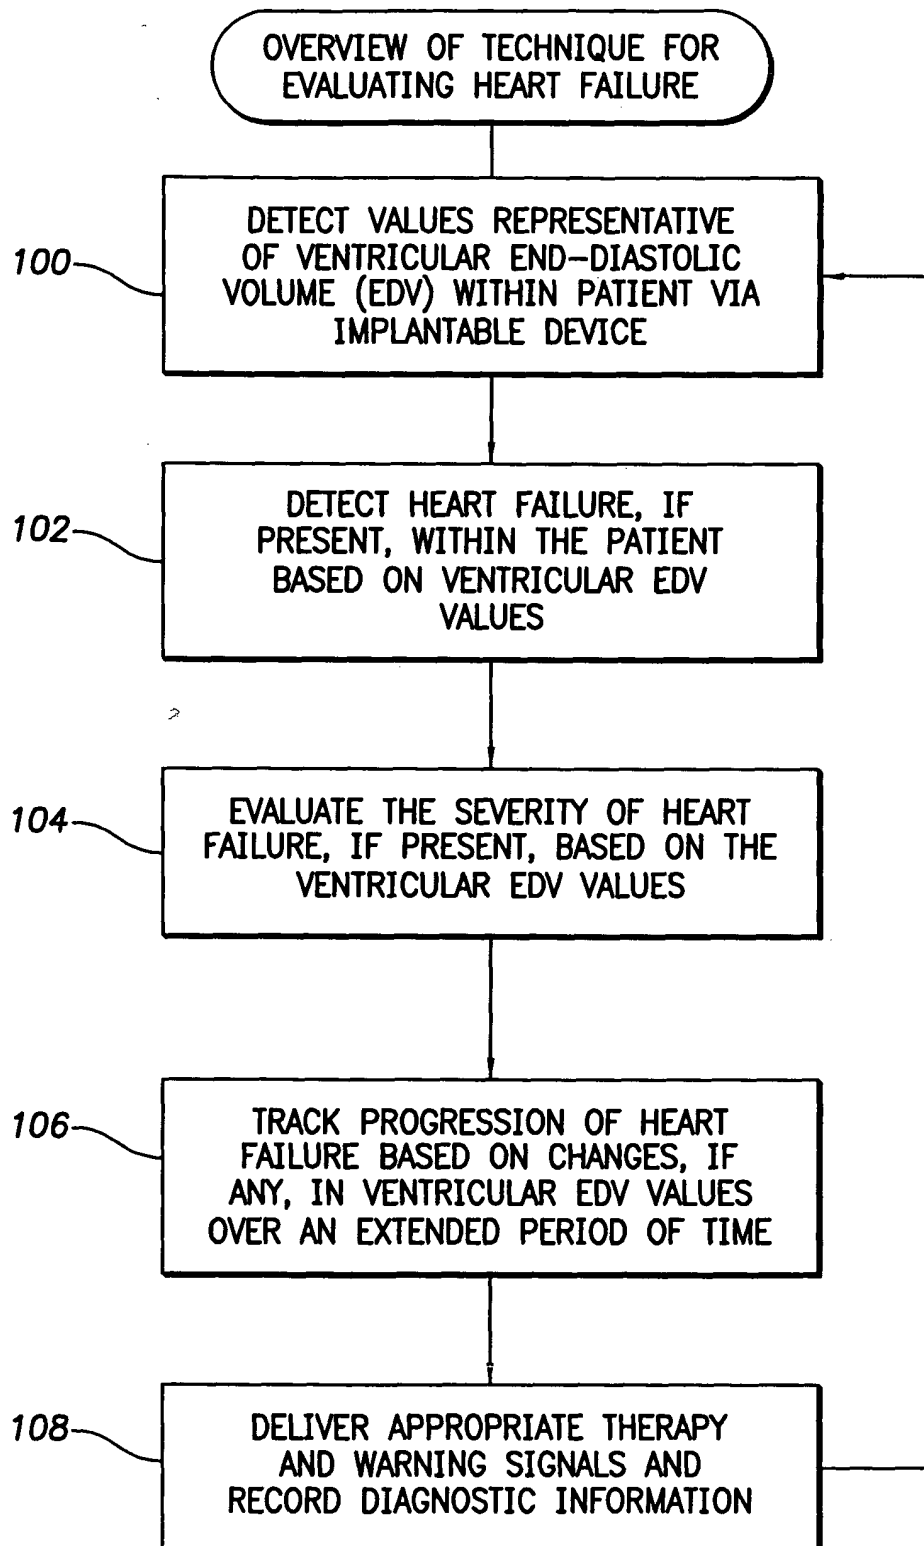 OVERVIEW OF TECHNIQUE FOR
EVALUATING HEART FAILURE
100
DETECT VALUES REPRESENTATIVE
OF VENTRICULAR END-DIASTOLIC
VOLUME (EDV) WITHIN PATIENT VIA
IMPLANTABLE DEVICE
102
DETECT HEART FAILURE, IF
PRESENT, WITHIN THE PATIENT
BASED ON VENTRICULAR EDV
VALUES
104
EVALUATE THE SEVERITY OF HEART
FAILURE, IF PRESENT, BASED ON THE
VENTRICULAR EDV VALUES
106
TRACK PROGRESSION OF HEART
FAILURE BASED ON CHANGES, IF
ANY, IN VENTRICULAR EDV VALUES
OVER AN EXTENDED PERIOD OF TIME
108
DELIVER APPROPRIATE THERAPY
AND WARNING SIGNALS AND
RECORD DIAGNOSTIC INFORMATION